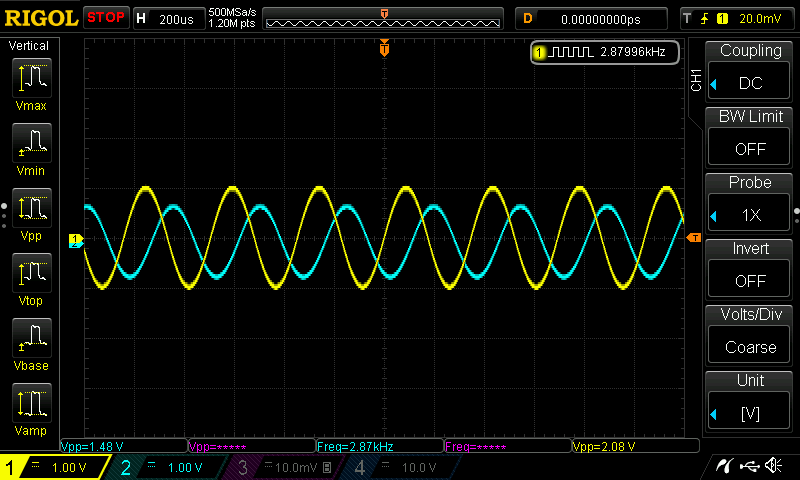 RIGOL STOP H 200us 500MSa/s D 0.00000000ps T 1 20.0mV
1.20M pts
Vertical
T
1 2.87996kHz
Coupling
DC
CH1
Vmax
BW Limit
OFF
Vmin
Probe
1X
Vpp
1
2
T
Invert
OFF
Vtop
Volts/Div
Coarse
Vbase
Unit
[V]
Vamp
Vpp=1.48 V Vpp=***** Freq=2.87kHz Freq=***** Vpp=2.08 V
1 1.00 V 2 1.00 V 3 10.0mV B 4 10.0 V